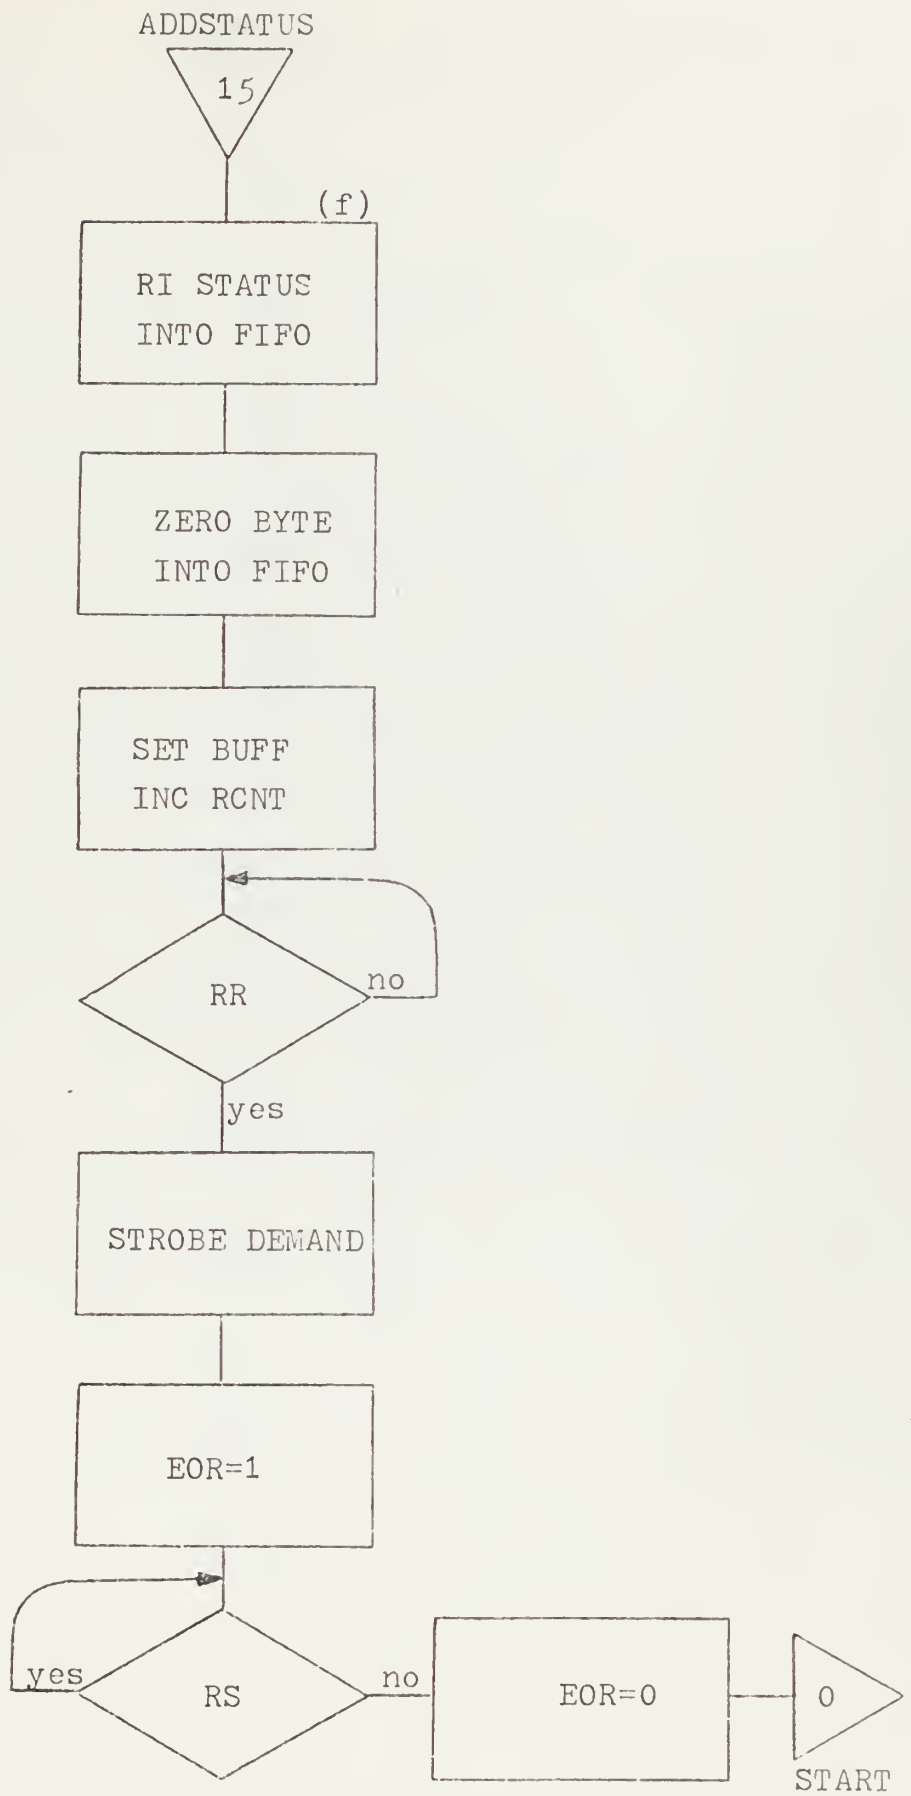 ADDSTATUS
15
(f)
RI STATUS
INTO FIFO
ZERO BYTE
INTO FIFO
SET BUFF
INC RCNT
RR
no
yes
STROBE DEMAND
EOR=1
yes
RS
no
EOR=0
0
START